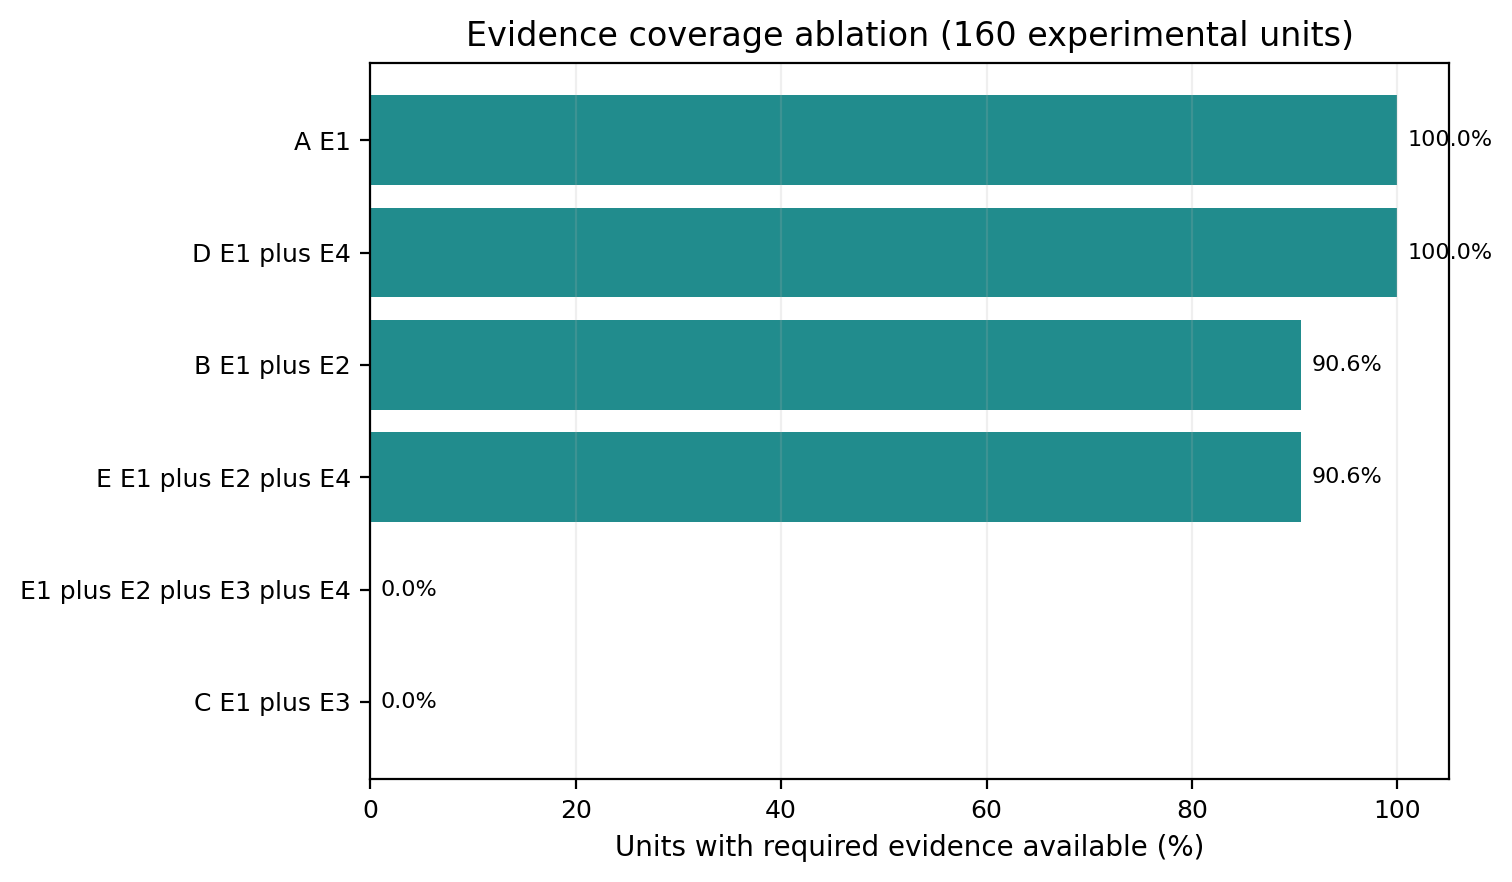 Evidence coverage ablation (160 experimental units)
A E1
100.0%
D E1 plus E4
100.0%
B E1 plus E2
90.6%
E E1 plus E2 plus E4
90.6%
E1 plus E2 plus E3 plus E4
0.0%
C E1 plus E3
0.0%
0 20 40 60 80 100
Units with required evidence available (%)